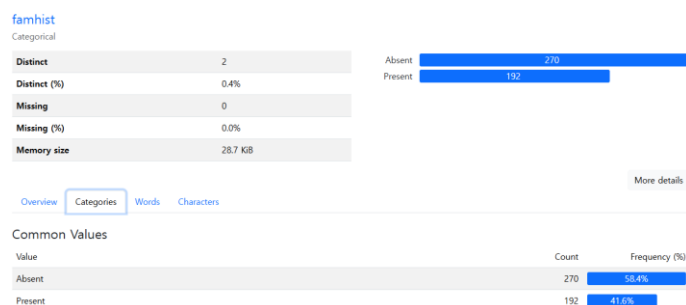 famhist
Categorical
Distinct 2
Distinct (%) 0.4%
Missing 0
Missing (%) 0.0%
Memory size 28.7 KiB
Absent 270
Present 192
More details
Overview Categories Words Characters
Common Values
Value Count Frequency (%)
Absent 270 58.4%
Present 192 41.6%